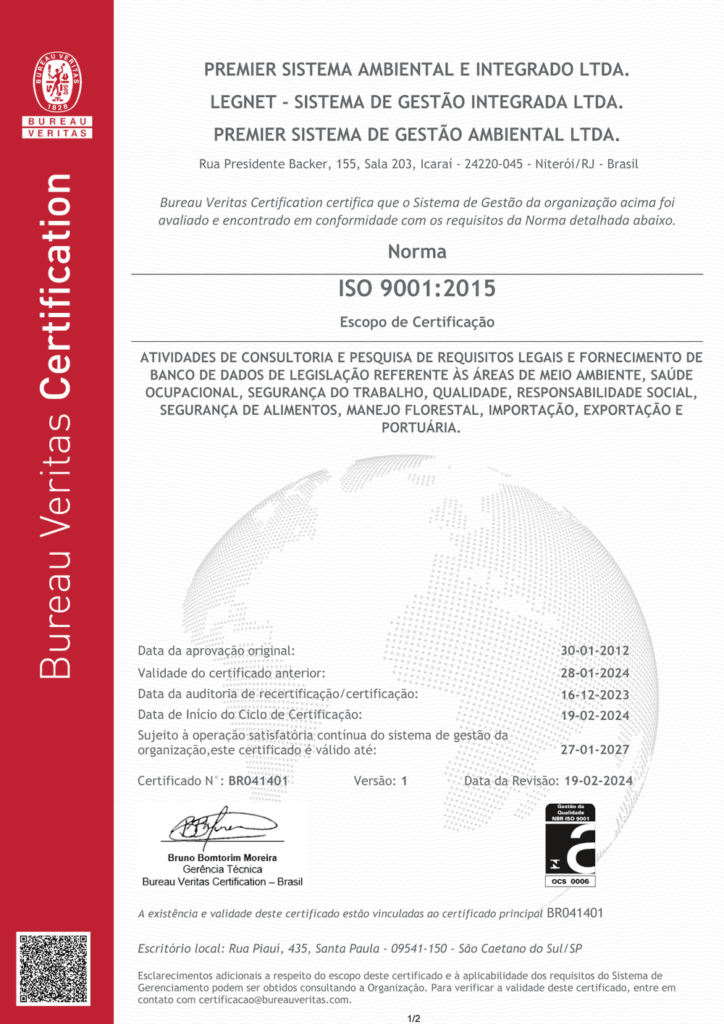 BUREAU VERITAS
1828
BUREAU
VERITAS
Bureau Veritas Certification
PREMIER SISTEMA AMBIENTAL E INTEGRADO LTDA.
LEGNET - SISTEMA DE GESTÃO INTEGRADA LTDA.
PREMIER SISTEMA DE GESTÃO AMBIENTAL LTDA.
Rua Presidente Backer, 155, Sala 203, Icaraí - 24220-045 - Niterói/RJ - Brasil
Bureau Veritas Certification certifica que o Sistema de Gestão da organização acima foi
avaliado e encontrado em conformidade com os requisitos da Norma detalhada abaixo.
Norma
ISO 9001:2015
Escopo de Certificação
ATIVIDADES DE CONSULTORIA E PESQUISA DE REQUISITOS LEGAIS E FORNECIMENTO DE
BANCO DE DADOS DE LEGISLAÇÃO REFERENTE ÀS ÁREAS DE MEIO AMBIENTE, SAÚDE
OCUPACIONAL, SEGURANÇA DO TRABALHO, QUALIDADE, RESPONSABILIDADE SOCIAL,
SEGURANÇA DE ALIMENTOS, MANEJO FLORESTAL, IMPORTAÇÃO, EXPORTAÇÃO E
PORTUÁRIA.
Data da aprovação original: 30-01-2012
Validade do certificado anterior: 28-01-2024
Data da auditoria de recertificação/certificação: 16-12-2023
Data de Início do Ciclo de Certificação: 19-02-2024
Sujeito à operação satisfatória contínua do sistema de gestão da
organização,este certificado é válido até: 27-01-2027
Certificado N°: BR041401 Versão: 1 Data da Revisão: 19-02-2024
Bruno Bomtorim Moreira
Gerência Técnica
Bureau Veritas Certification – Brasil
Gestão da
Qualidade
NBR ISO 9001
OCS 0006
A existência e validade deste certificado estão vinculadas ao certificado principal BR041401
Escritório local: Rua Piauí, 435, Santa Paula - 09541-150 - São Caetano do Sul/SP
Esclarecimentos adicionais a respeito do escopo deste certificado e à aplicabilidade dos requisitos do Sistema de
Gerenciamento podem ser obtidos consultando a Organização. Para verificar a validade deste certificado, entre em
contato com certificacao@bureauveritas.com.
1/2